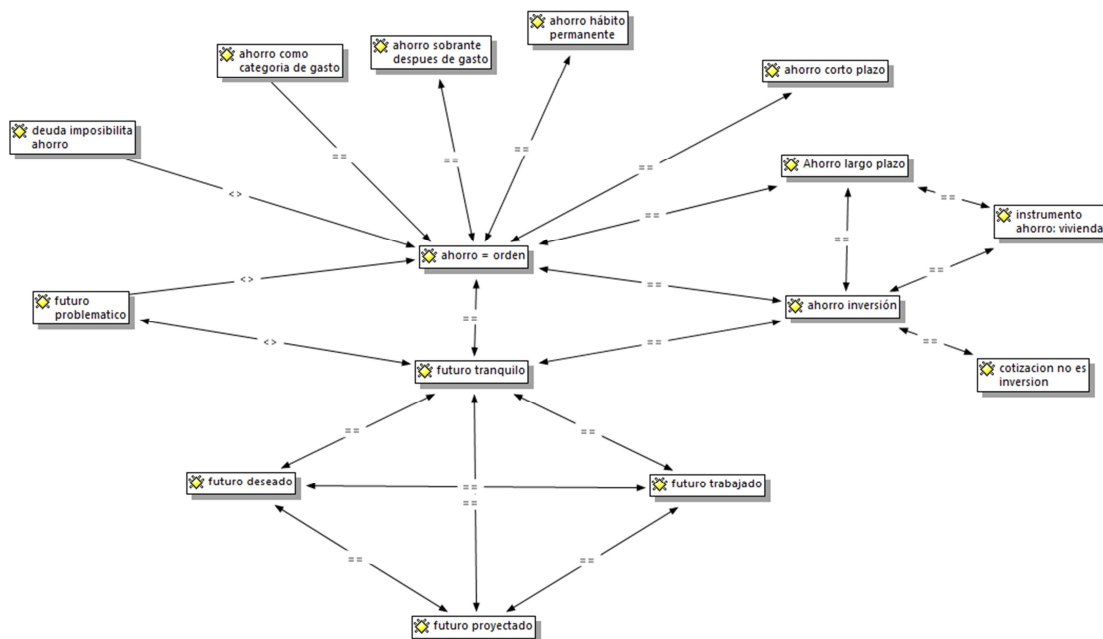 ahorro hábito
permanente
ahorro sobrante
despues de gasto
ahorro como
categoria de gasto
ahorro corto plazo
deuda imposibilita
ahorro
==
==
==
==
Ahorro largo plazo
<>
==
==
instrumento
ahorro: vivienda
==
ahorro = orden
==
<>
==
futuro
problematico
ahorro inversión
==
<>
==
==
futuro tranquilo
cotizacion no es
inversion
==
==
futuro deseado
==
==
futuro trabajado
==
==
futuro proyectado